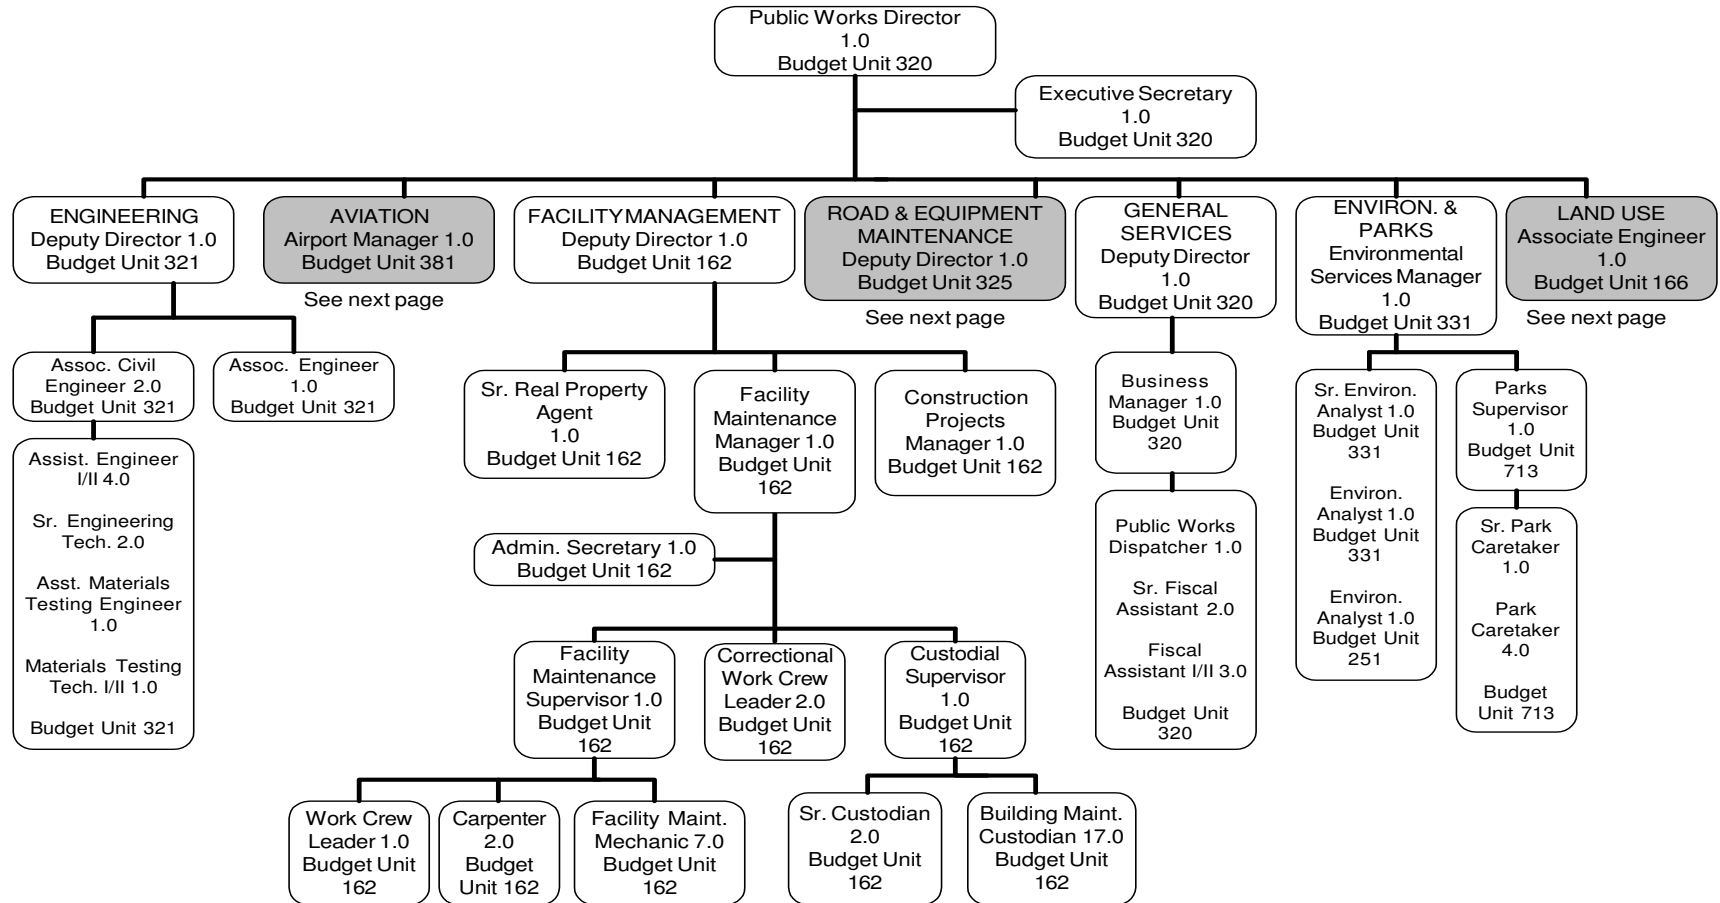 Public Works Director
1.0
Budget Unit 320
Executive Secretary
1.0
Budget Unit 320
ENGINEERING
Deputy Director 1.0
Budget Unit 321
AVIATION
Airport Manager 1.0
Budget Unit 381
See next page
FACILITY MANAGEMENT
Deputy Director 1.0
Budget Unit 162
ROAD & EQUIPMENT
MAINTENANCE
Deputy Director 1.0
Budget Unit 325
See next page
GENERAL
SERVICES
Deputy Director
1.0
Budget Unit 320
ENVIRON. &
PARKS
Environmental
Services Manager
1.0
Budget Unit 331
LAND USE
Associate Engineer
1.0
Budget Unit 166
See next page
Assoc. Civil
Engineer 2.0
Budget Unit 321
Assoc. Engineer
1.0
Budget Unit 321
Assist. Engineer
I/II 4.0
Sr. Engineering
Tech. 2.0
Asst. Materials
Testing Engineer
1.0
Materials Testing
Tech. I/II 1.0
Budget Unit 321
Sr. Real Property
Agent
1.0
Budget Unit 162
Facility
Maintenance
Manager 1.0
Budget Unit
162
Construction
Projects
Manager 1.0
Budget Unit 162
Admin. Secretary 1.0
Budget Unit 162
Facility
Maintenance
Supervisor 1.0
Budget Unit
162
Correctional
Work Crew
Leader 2.0
Budget Unit
162
Custodial
Supervisor
1.0
Budget Unit
162
Work Crew
Leader 1.0
Budget Unit
162
Carpenter
2.0
Budget
Unit 162
Facility Maint.
Mechanic 7.0
Budget Unit
162
Sr. Custodian
2.0
Budget Unit
162
Building Maint.
Custodian 17.0
Budget Unit
162
Business
Manager 1.0
Budget Unit
320
Public Works
Dispatcher 1.0
Sr. Fiscal
Assistant 2.0
Fiscal
Assistant I/II 3.0
Budget Unit
320
Sr. Environ.
Analyst 1.0
Budget Unit
331
Environ.
Analyst 1.0
Budget Unit
331
Environ.
Analyst 1.0
Budget Unit
251
Parks
Supervisor
1.0
Budget Unit
713
Sr. Park
Caretaker
1.0
Park
Caretaker
4.0
Budget
Unit 713